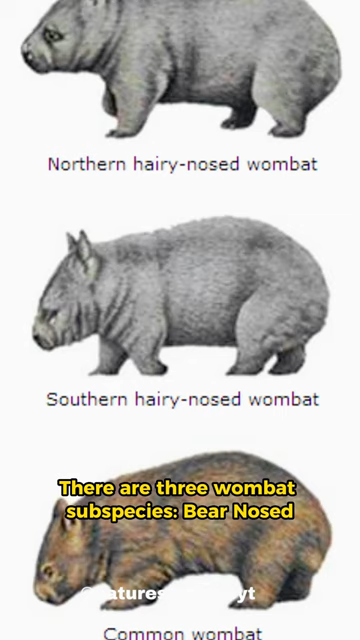 Northern hairy-nosed wombat
Southern hairy-nosed wombat
There are three wombat
subspecies: Bear Nosed
Common wombat